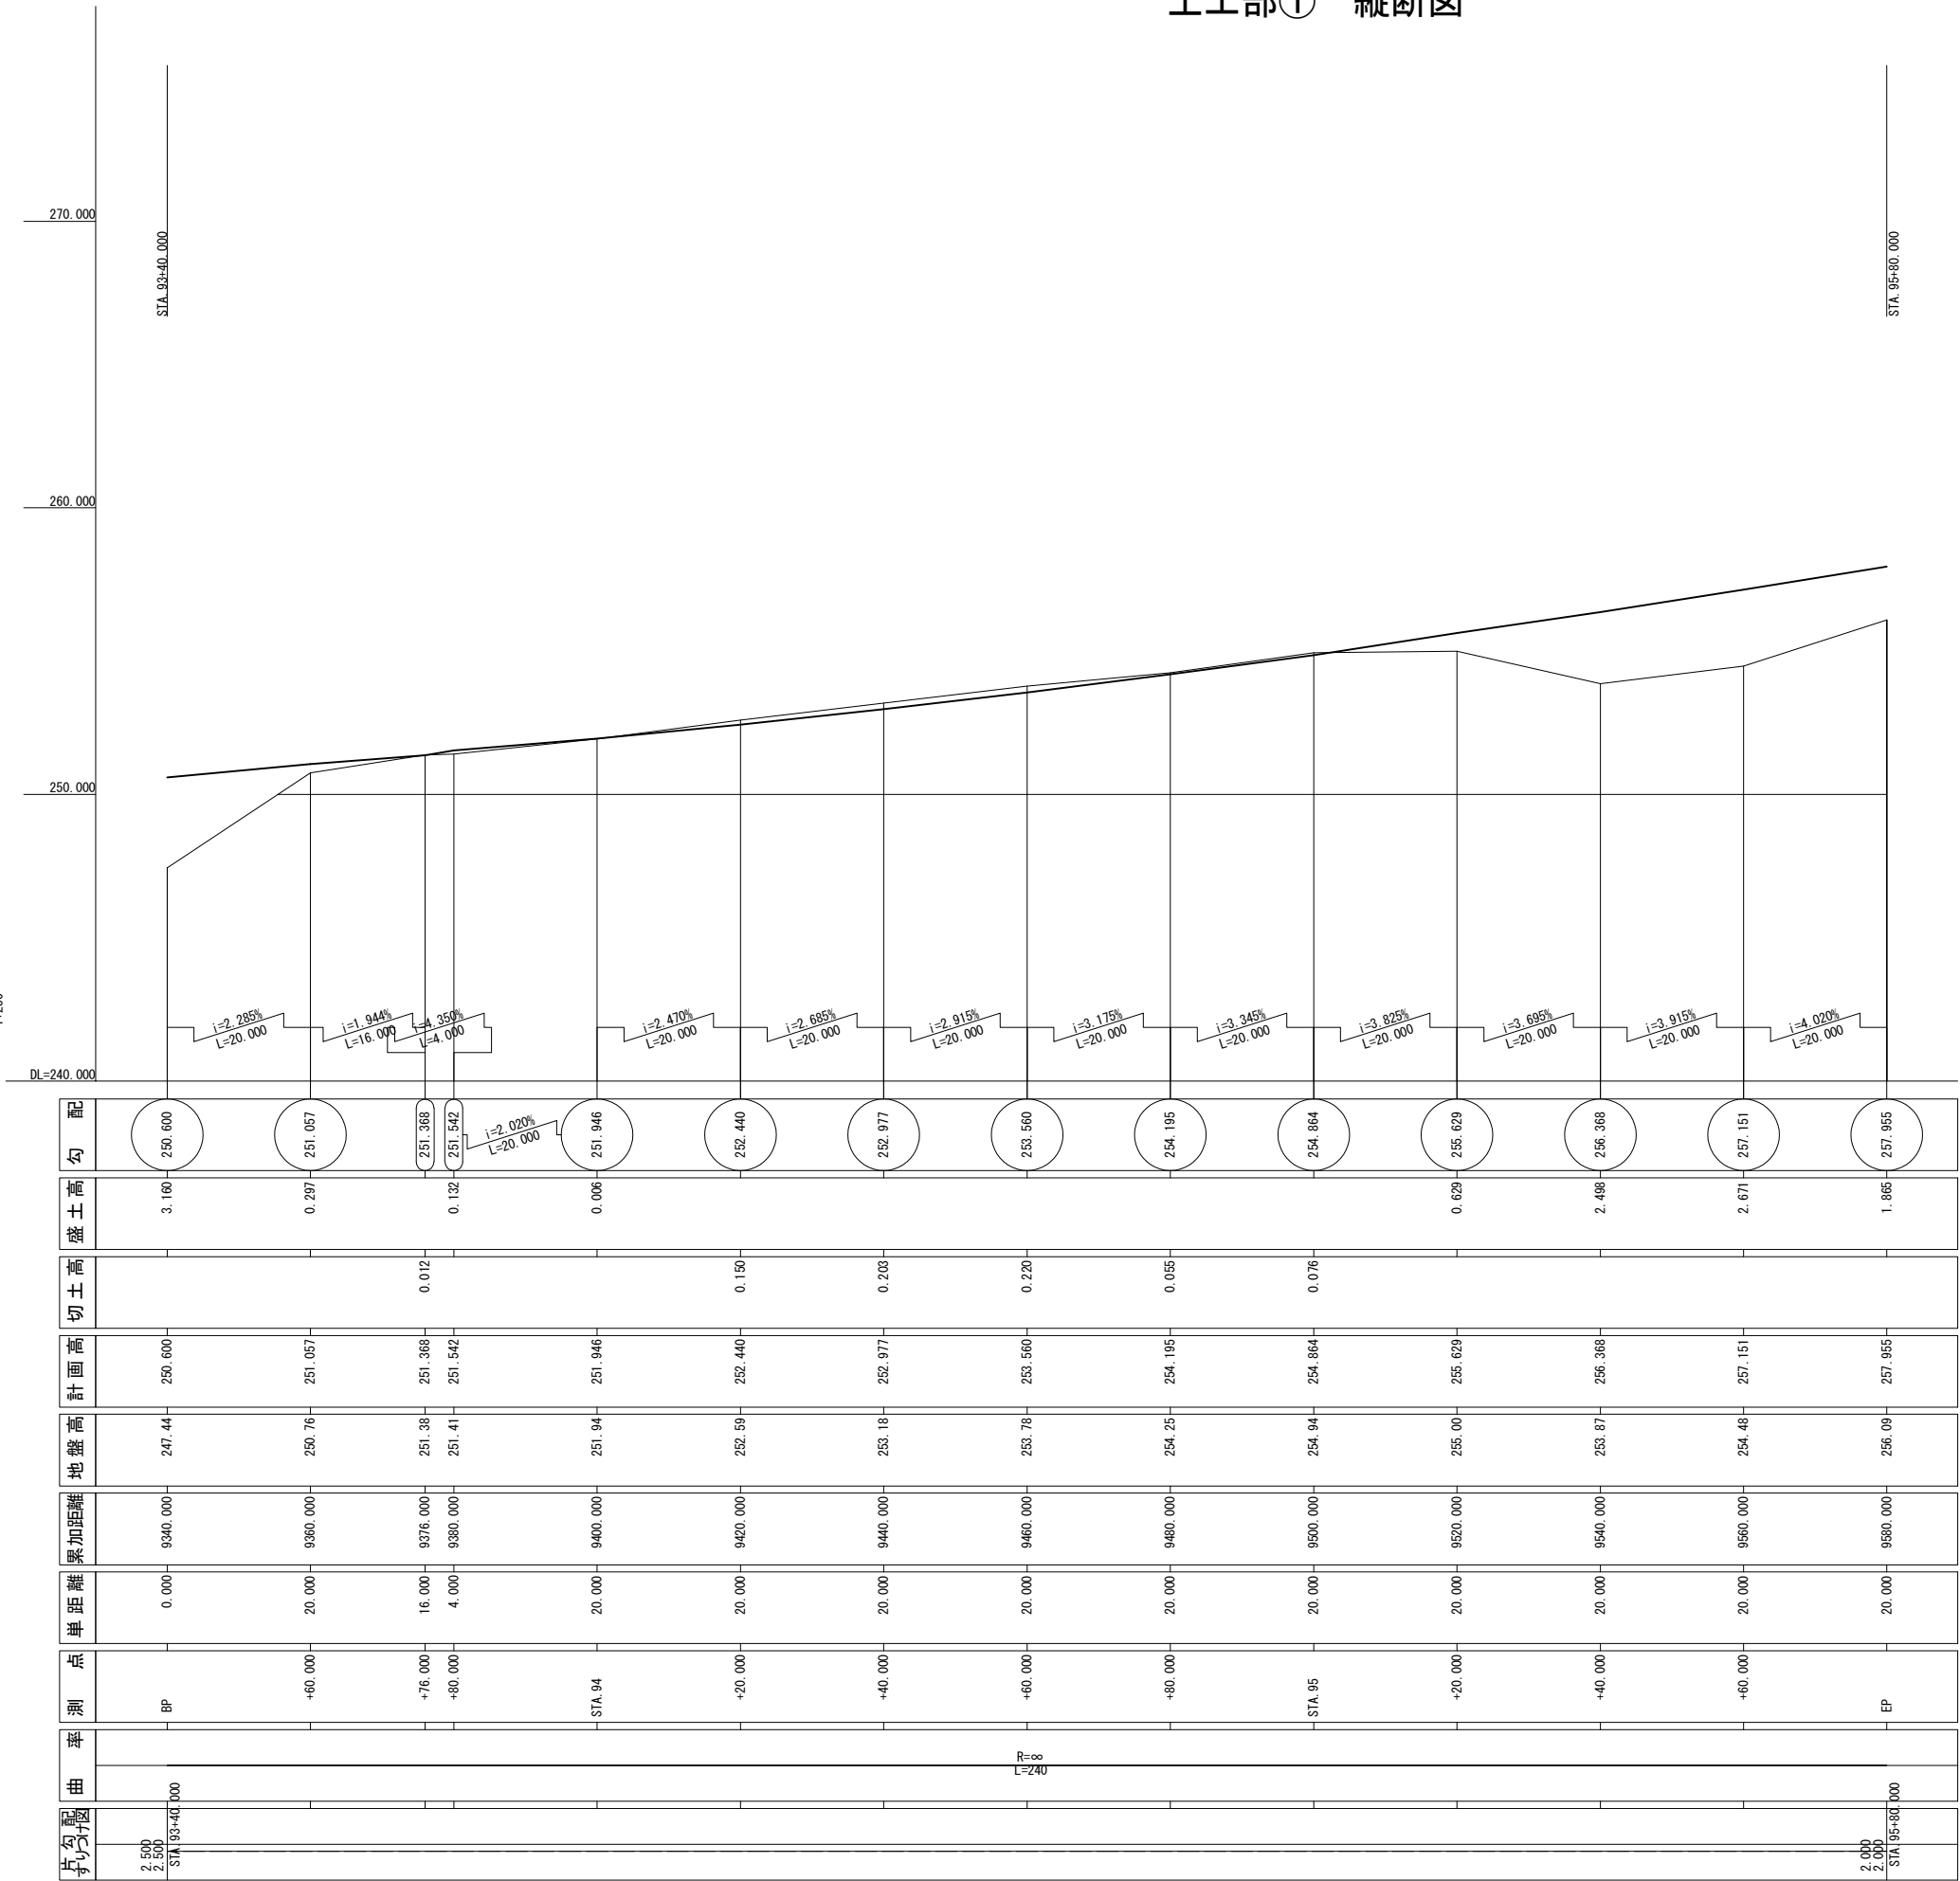 土工部① 縦断図
270.000
STA.93+40.000
STA.95+80.000
260.000
250.000
i=2.285%
L=20.000
i=1.944%
L=16.000
i=4.350%
L=4.000
i=2.470%
L=20.000
i=2.685%
L=20.000
i=2.915%
L=20.000
i=3.175%
L=20.000
i=3.345%
L=20.000
i=3.825%
L=20.000
i=3.695%
L=20.000
i=3.915%
L=20.000
i=4.020%
L=20.000
DL=240.000
勾 配 250.600 251.057 251.368 251.542 251.946 252.440 252.977 253.560 254.195 254.864 255.629 256.368 257.151 257.955
i=2.020%
L=20.000
盛土高 3.160 0.297 0.132 0.006 0.629 2.498 2.671 1.865
切土高 0.012 0.150 0.203 0.220 0.055 0.076
計画高 250.600 251.057 251.368 251.542 251.946 252.440 252.977 253.560 254.195 254.864 255.629 256.368 257.151 257.955
地盤高 247.44 250.76 251.38 251.41 251.94 252.59 253.18 253.78 254.25 254.94 255.00 253.87 254.48 256.09
累加距離 9340.000 9360.000 9376.000 9380.000 9400.000 9420.000 9440.000 9460.000 9480.000 9500.000 9520.000 9540.000 9560.000 9580.000
単距離 0.000 20.000 16.000 4.000 20.000 20.000 20.000 20.000 20.000 20.000 20.000 20.000 20.000 20.000
測 点 BP +60.000 +76.000 +80.000 STA.94 +20.000 +40.000 +60.000 +80.000 STA.95 +20.000 +40.000 +60.000 EP
曲 率
R=∞
L=240
片勾配
すりつけ図
2.500
2.500
STA.93+40.000
2.000
2.000
STA.95+80.000